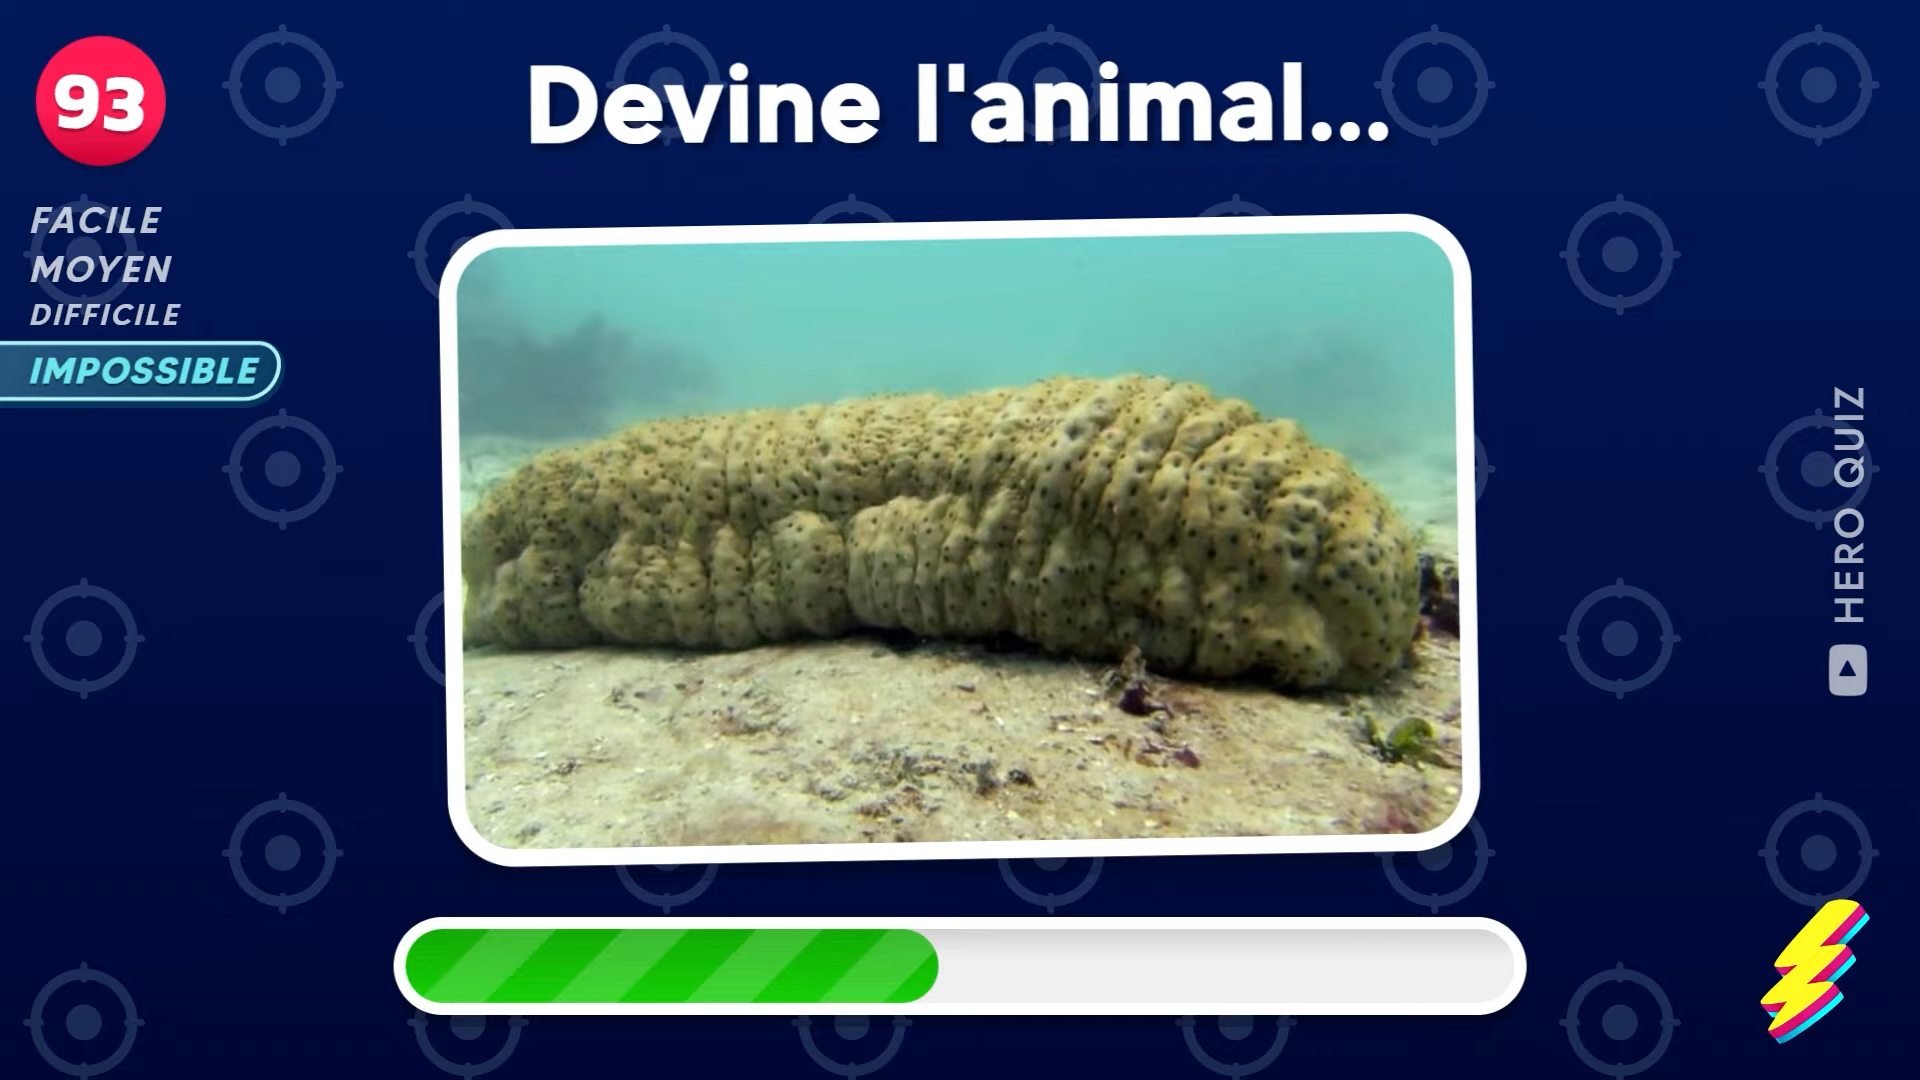 93
Devine l'animal...
FACILE
MOYEN
DIFFICILE
IMPOSSIBLE
HERO QUIZ